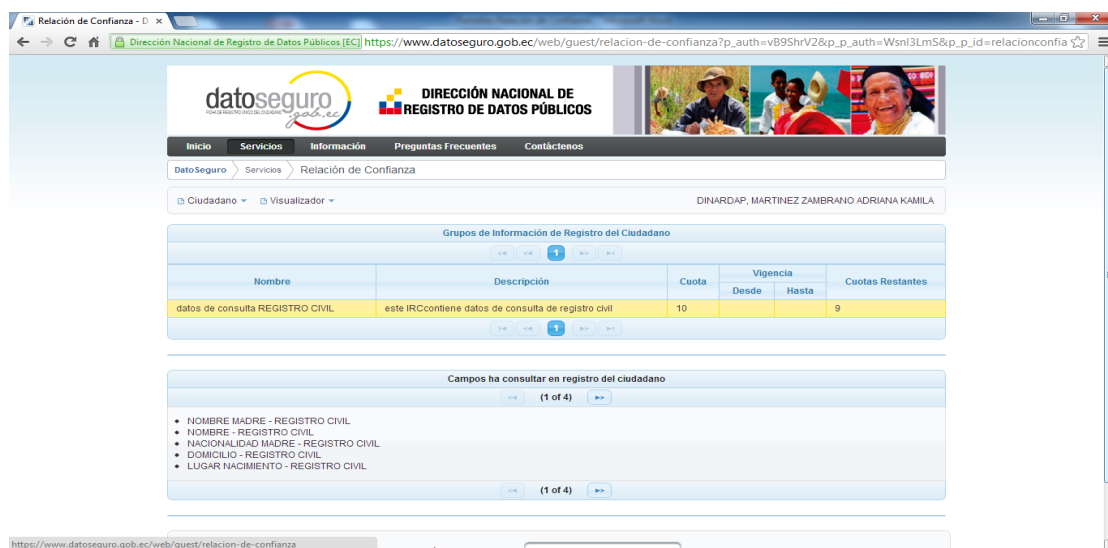 Relación de Confianza - D
Dirección Nacional de Registro de Datos Públicos [EC] https://www.datoseguro.gob.ec/web/guest/relacion-de-confianza?p_auth=vB9ShrV2&p_p_auth=Wsnl3LmS&p_p_id=relacionconfia
datoseguro
.gob.ec
DIRECCIÓN NACIONAL DE
REGISTRO DE DATOS PÚBLICOS
Inicio Servicios Información Preguntas Frecuentes Contáctenos
DatoSeguro Servicios Relación de Confianza
Ciudadano Visualizador DINARDAP, MARTINEZ ZAMBRANO ADRIANA KAMILA
Grupos de Información de Registro del Ciudadano
1
Nombre Descripción Cuota Vigencia Cuotas Restantes
Desde Hasta
datos de consulta REGISTRO CIVIL este IRCcontiene datos de consulta de registro civil 10 9
1
Campos ha consultar en registro del ciudadano
(1 of 4)
• NOMBRE MADRE - REGISTRO CIVIL
• NOMBRE - REGISTRO CIVIL
• NACIONALIDAD MADRE - REGISTRO CIVIL
• DOMICILIO - REGISTRO CIVIL
• LUGAR NACIMIENTO - REGISTRO CIVIL
(1 of 4)
https://www.datoseguro.gob.ec/web/guest/relacion-de-confianza